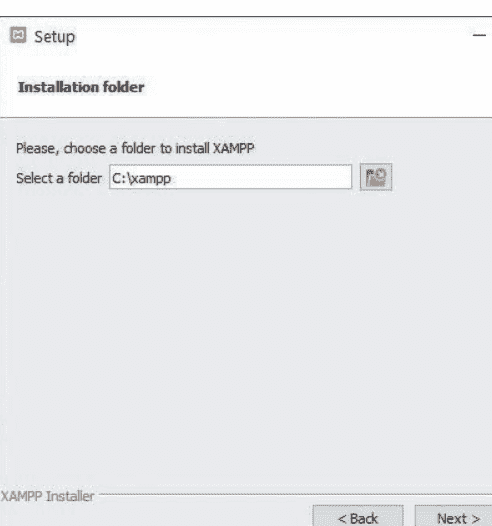 Setup
Installation folder
Please, choose a folder to install XAMPP
Select a folder C:\xampp
XAMPP Installer
< Back Next >